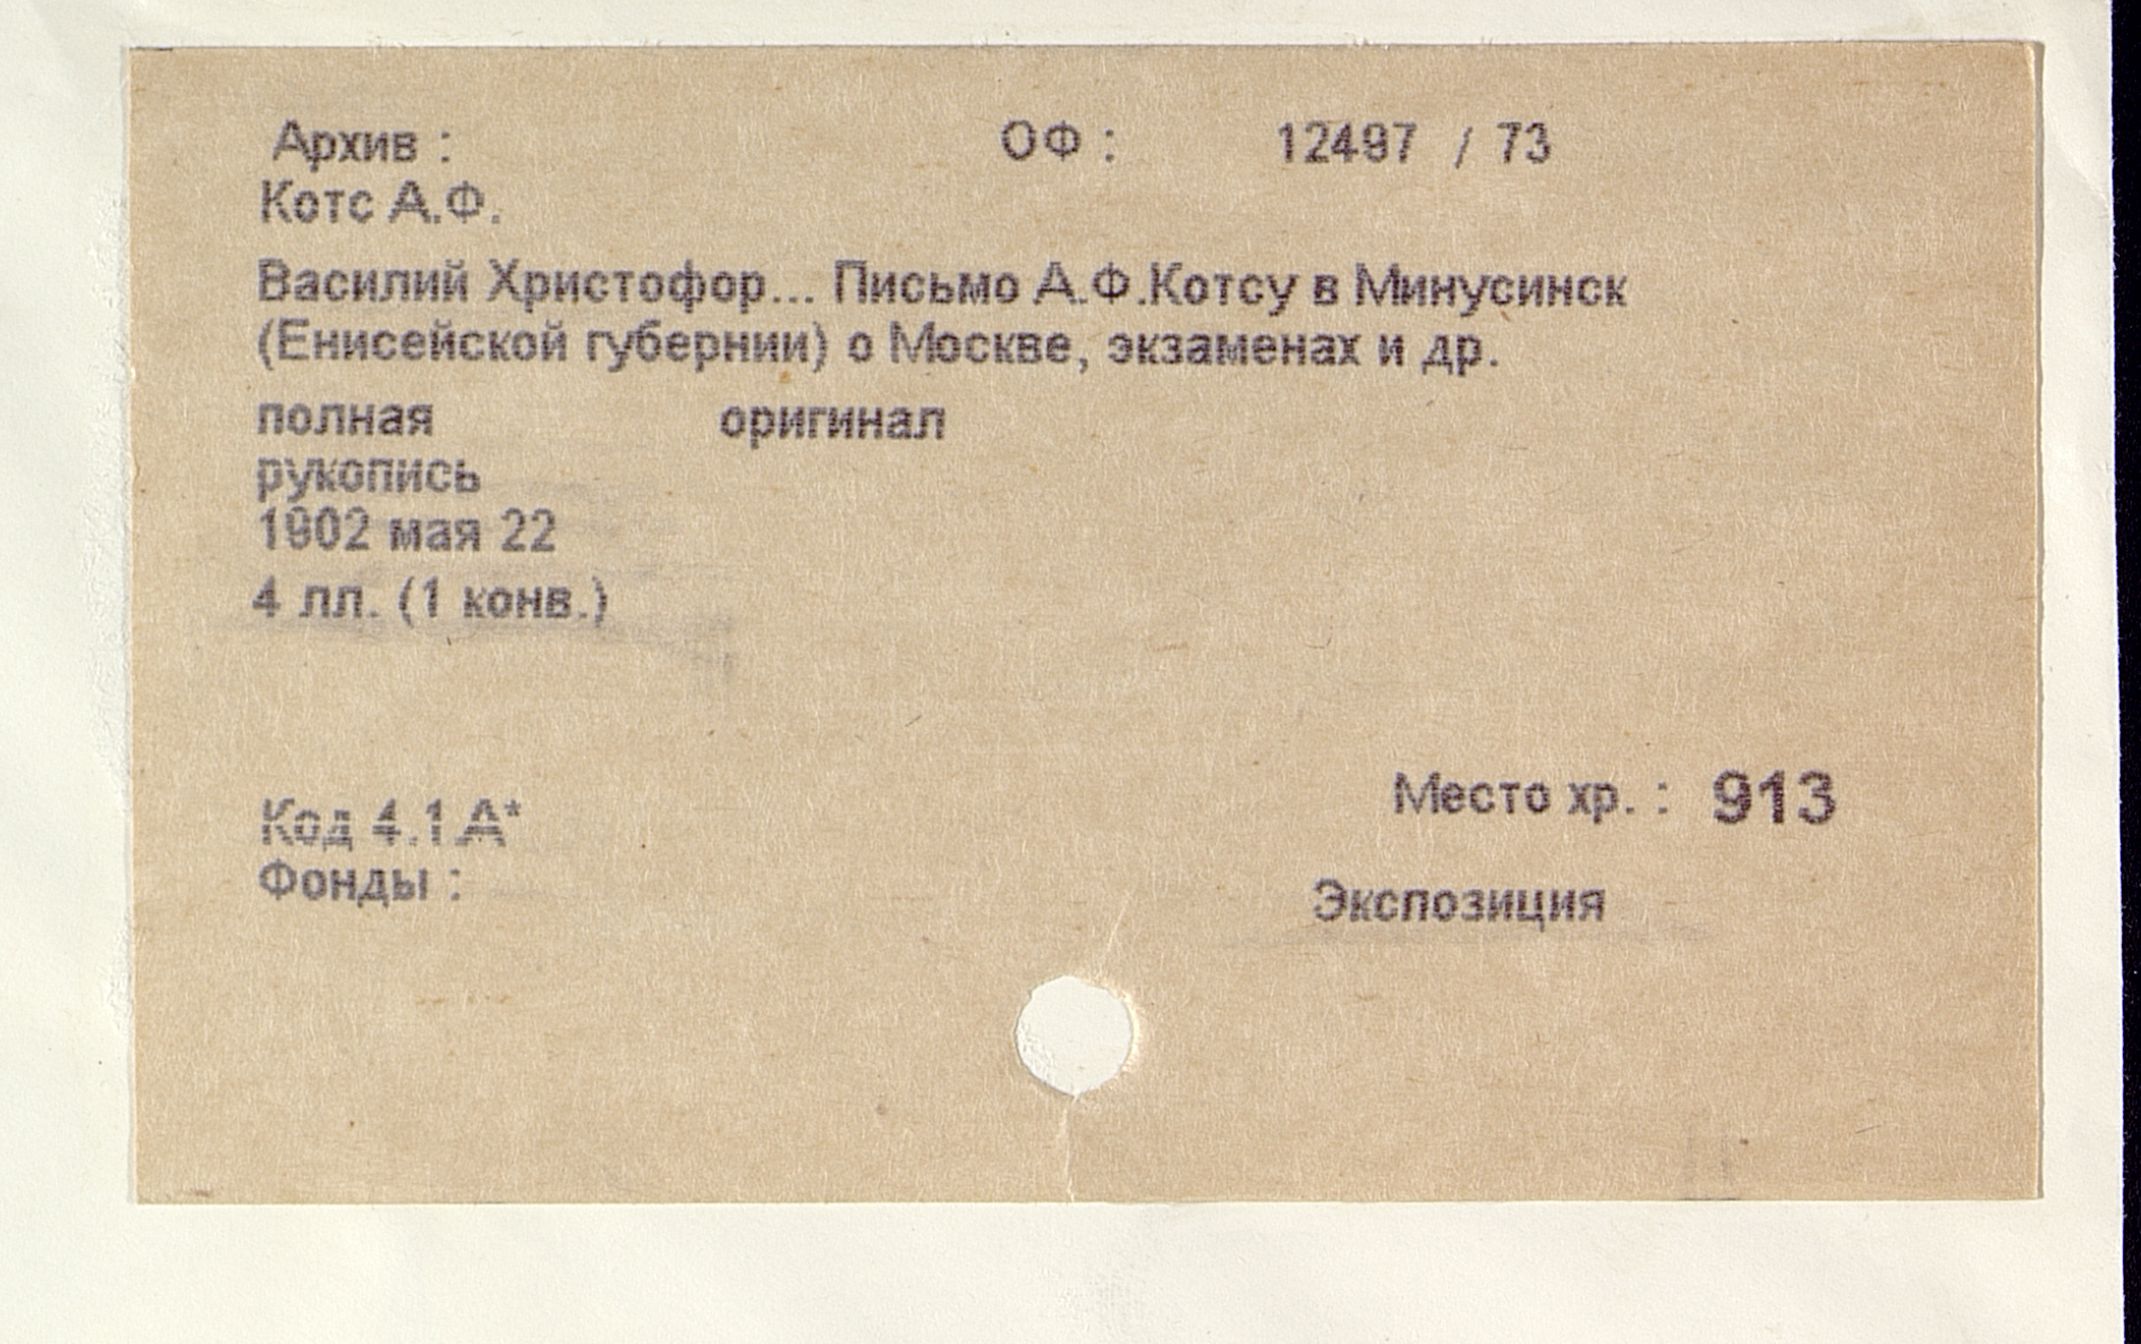 Архив : ОФ : 12497 / 73
Котс А.Ф.
Василий Христофор... Письмо А.Ф.Котсу в Минусинск
(Енисейской губернии) о Москве, экзаменах и др.
полная оригинал
рукопись
1902 мая 22
4 лл. (1 конв.)
Место хр. : 913
Код 4.1 А*
Фонды :
Экспозиция